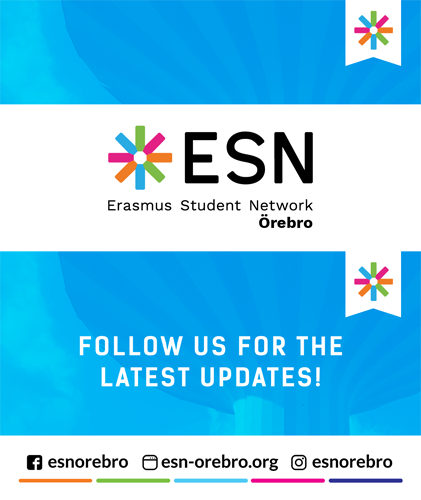 ESN
Erasmus Student Network
Örebro
FOLLOW US FOR THE
LATEST UPDATES!
esnorebro esn-orebro.org esnorebro